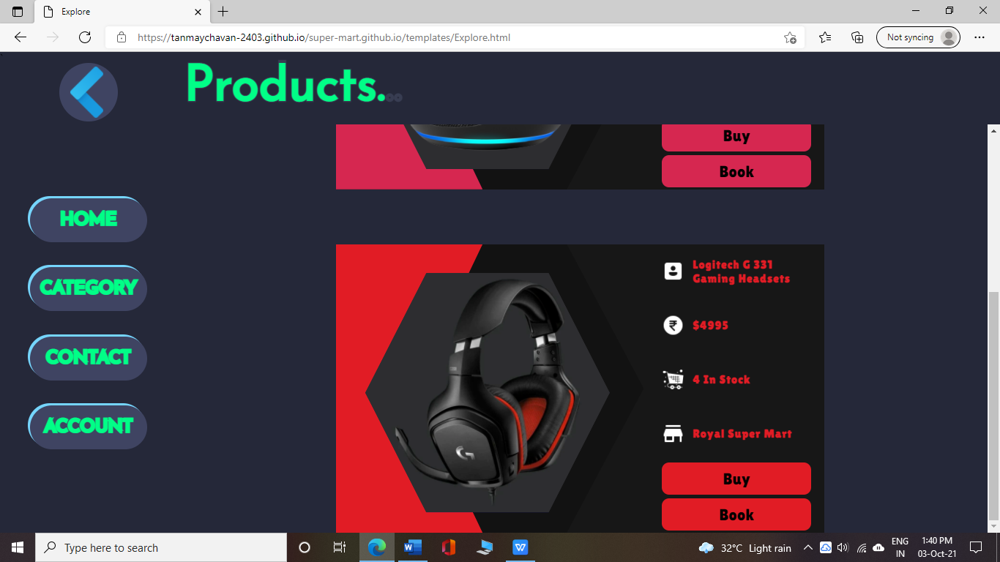 Explore
https://tanmaychavan-2403.github.io/super-mart.github.io/templates/Explore.html
Not syncing
Products.
Buy
Book
HOME
CATEGORY
CONTACT
ACCOUNT
Logitech G 331
Gaming Headsets
$4995
4 In Stock
Royal Super Mart
Buy
Book
Type here to search
32°C Light rain
ENG
IN
1:40 PM
03-Oct-21